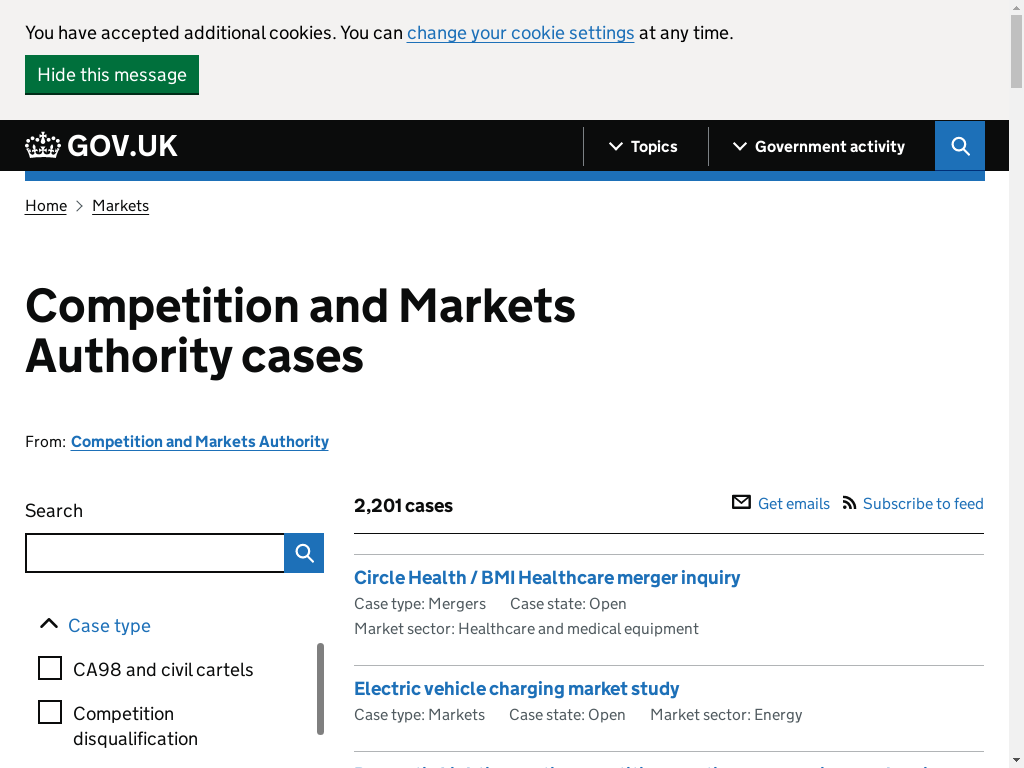 You have accepted additional cookies. You can change your cookie settings at any time.
Hide this message
GOV.UK
Topics
Government activity
Home
Markets
Competition and Markets
Authority cases
From: Competition and Markets Authority
Search
2,201 cases
Get emails
Subscribe to feed
Circle Health / BMI Healthcare merger inquiry
Case type: Mergers Case state: Open
Market sector: Healthcare and medical equipment
Case type
CA98 and civil cartels
Electric vehicle charging market study
Case type: Markets Case state: Open Market sector: Energy
Competition
disqualification